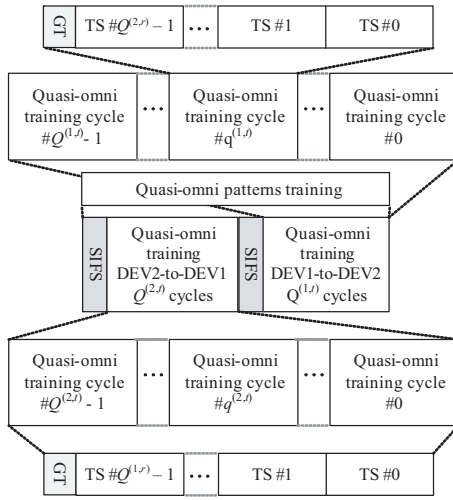 GT TS #Q^(2,r) – 1 ... TS #1 TS #0
Quasi-omni ... Quasi-omni ... Quasi-omni
training cycle training cycle training cycle
#Q^(1,t) - 1 #q^(1,t) #0
Quasi-omni patterns training
SIFS Quasi-omni SIFS Quasi-omni
training training
DEV2-to-DEV1 DEV1-to-DEV2
Q^(2,t) cycles Q^(1,t) cycles
Quasi-omni ... Quasi-omni ... Quasi-omni
training cycle training cycle training cycle
#Q^(2,t) - 1 #q^(2,t) #0
GT TS #Q^(1,r) – 1 ... TS #1 TS #0